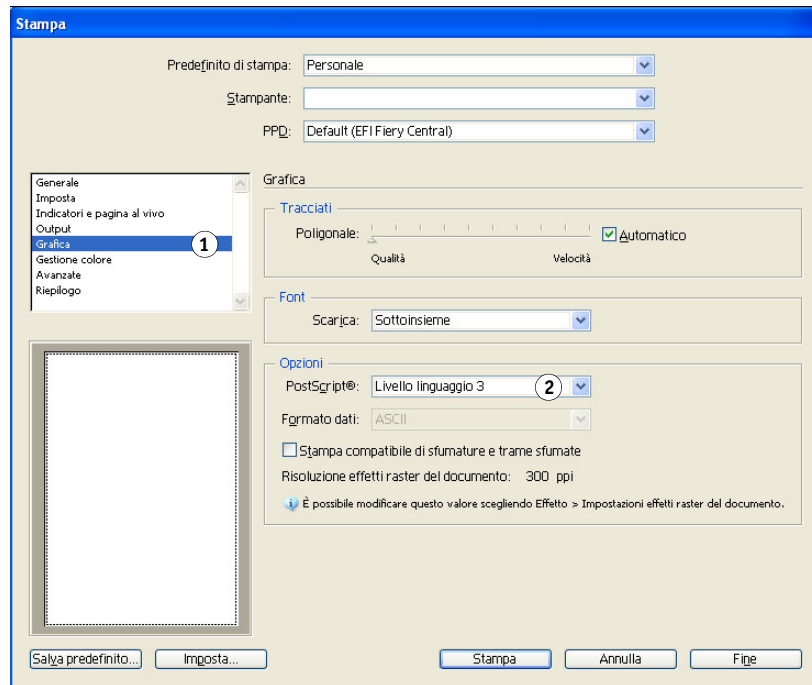 Stampa
Predefinito di stampa: Personale
Stampante:
PPD: Default (EFI Fiery Central)
Generale
Imposta
Indicatori e pagina al vivo
Output
Grafica 1
Gestione colore
Avanzate
Riepilogo
Grafica
Tracciati
Poligonale: Automatico
Qualità Velocità
Font
Scarica: Sottoinsieme
Opzioni
PostScript®: Livello linguaggio 3 2
Formato dati: ASCII
Stampa compatibile di sfumature e trame sfumate
Risoluzione effetti raster del documento: 300 ppi
È possibile modificare questo valore scegliendo Effetto > Impostazioni effetti raster del documento.
Salva predefinito... Imposta... Stampa Annulla Fine